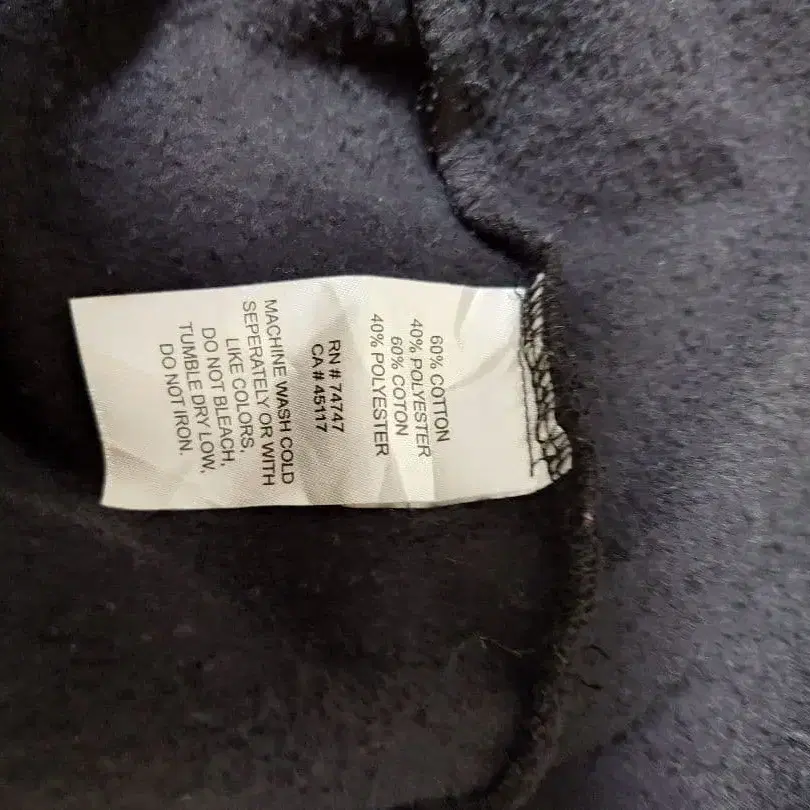 60% COTTON
40% POLYESTER
60% COTON
40% POLYESTER
RN # 74747
CA # 45117
MACHINE WASH COLD
SEPERATELY OR WITH
LIKE COLORS,
DO NOT BLEACH,
TUMBLE DRY LOW,
DO NOT IRON.